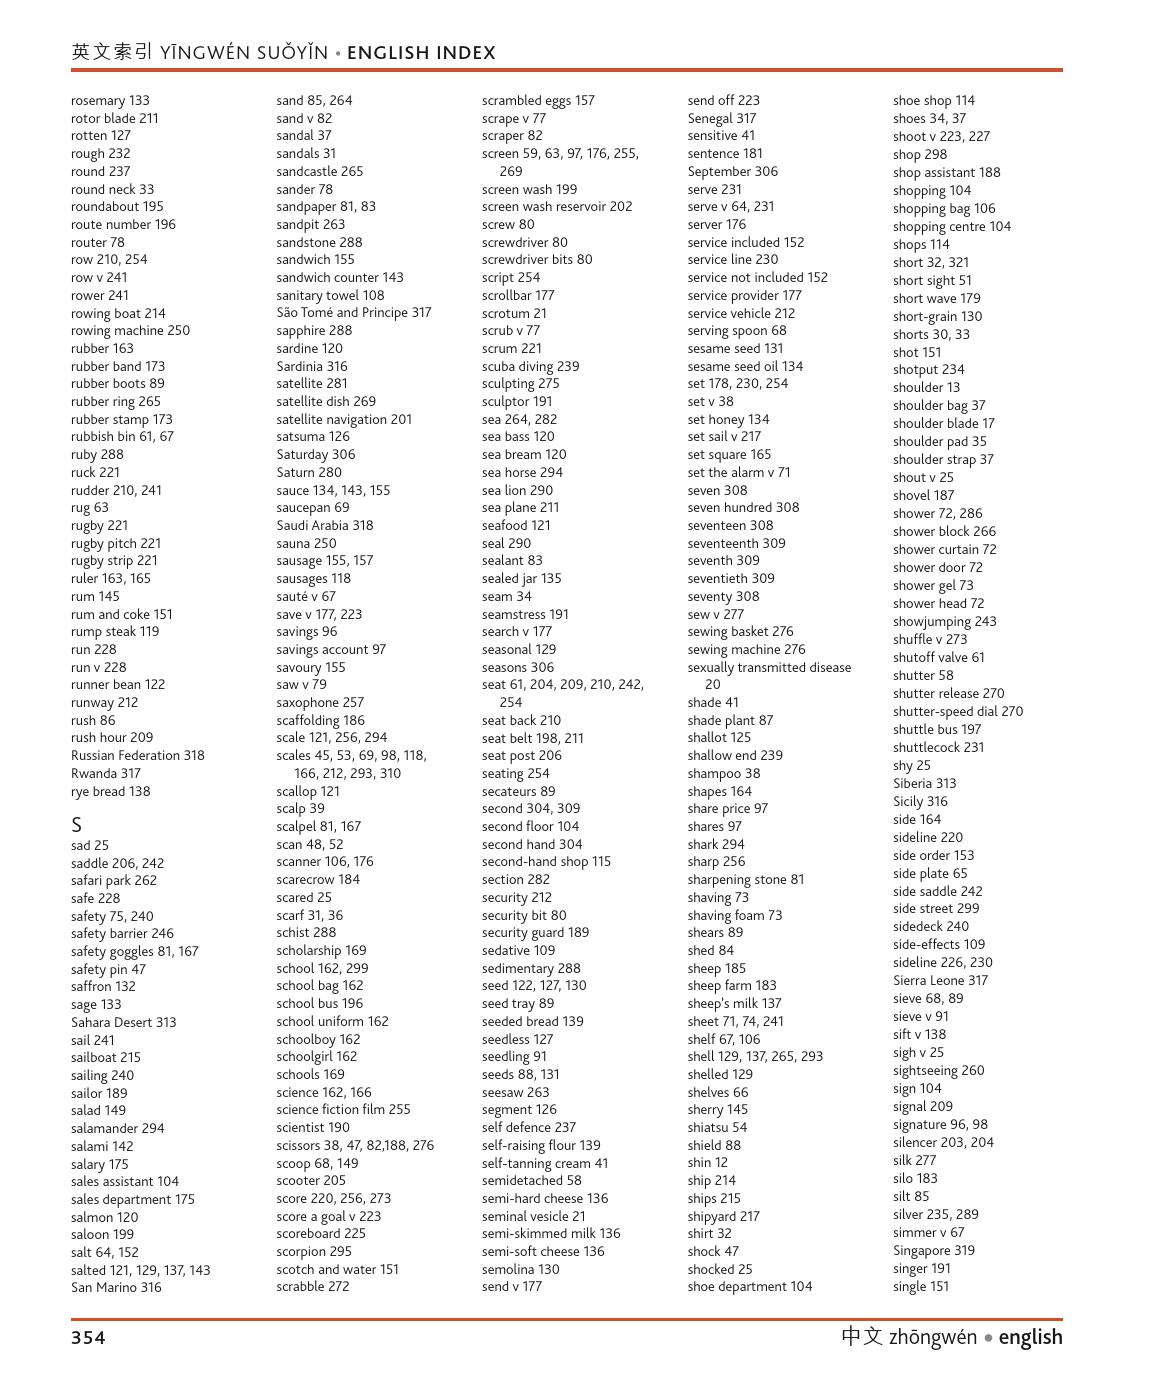 英文索引 YĪNGWÉN SUǑYǏN • ENGLISH INDEX
rosemary 133
rotor blade 211
rotten 127
rough 232
round 237
round neck 33
roundabout 195
route number 196
router 78
row 210, 254
row v 241
rower 241
rowing boat 214
rowing machine 250
rubber 163
rubber band 173
rubber boots 89
rubber ring 265
rubber stamp 173
rubbish bin 61, 67
ruby 288
ruck 221
rudder 210, 241
rug 63
rugby 221
rugby pitch 221
rugby strip 221
ruler 163, 165
rum 145
rum and coke 151
rump steak 119
run 228
run v 228
runner bean 122
runway 212
rush 86
rush hour 209
Russian Federation 318
Rwanda 317
rye bread 138
S
sad 25
saddle 206, 242
safari park 262
safe 228
safety 75, 240
safety barrier 246
safety goggles 81, 167
safety pin 47
saffron 132
sage 133
Sahara Desert 313
sail 241
sailboat 215
sailing 240
sailor 189
salad 149
salamander 294
salami 142
salary 175
sales assistant 104
sales department 175
salmon 120
saloon 199
salt 64, 152
salted 121, 129, 137, 143
San Marino 316
sand 85, 264
sand v 82
sandal 37
sandals 31
sandcastle 265
sander 78
sandpaper 81, 83
sandpit 263
sandstone 288
sandwich 155
sandwich counter 143
sanitary towel 108
São Tomé and Principe 317
sapphire 288
sardine 120
Sardinia 316
satellite 281
satellite dish 269
satellite navigation 201
satsuma 126
Saturday 306
Saturn 280
sauce 134, 143, 155
saucepan 69
Saudi Arabia 318
sauna 250
sausage 155, 157
sausages 118
sauté v 67
save v 177, 223
savings 96
savings account 97
savoury 155
saw v 79
saxophone 257
scaffolding 186
scale 121, 256, 294
scales 45, 53, 69, 98, 118,
166, 212, 293, 310
scallop 121
scalp 39
scalpel 81, 167
scan 48, 52
scanner 106, 176
scarecrow 184
scared 25
scarf 31, 36
schist 288
scholarship 169
school 162, 299
school bag 162
school bus 196
school uniform 162
schoolboy 162
schoolgirl 162
schools 169
science 162, 166
science fiction film 255
scientist 190
scissors 38, 47, 82,188, 276
scoop 68, 149
scooter 205
score 220, 256, 273
score a goal v 223
scoreboard 225
scorpion 295
scotch and water 151
scrabble 272
scrambled eggs 157
scrape v 77
scraper 82
screen 59, 63, 97, 176, 255,
269
screen wash 199
screen wash reservoir 202
screw 80
screwdriver 80
screwdriver bits 80
script 254
scrollbar 177
scrotum 21
scrub v 77
scrum 221
scuba diving 239
sculpting 275
sculptor 191
sea 264, 282
sea bass 120
sea bream 120
sea horse 294
sea lion 290
sea plane 211
seafood 121
seal 290
sealant 83
sealed jar 135
seam 34
seamstress 191
search v 177
seasonal 129
seasons 306
seat 61, 204, 209, 210, 242,
254
seat back 210
seat belt 198, 211
seat post 206
seating 254
secateurs 89
second 304, 309
second floor 104
second hand 304
second-hand shop 115
section 282
security 212
security bit 80
security guard 189
sedative 109
sedimentary 288
seed 122, 127, 130
seed tray 89
seeded bread 139
seedless 127
seedling 91
seeds 88, 131
seesaw 263
segment 126
self defence 237
self-raising flour 139
self-tanning cream 41
semidetached 58
semi-hard cheese 136
seminal vesicle 21
semi-skimmed milk 136
semi-soft cheese 136
semolina 130
send v 177
send off 223
Senegal 317
sensitive 41
sentence 181
September 306
serve 231
serve v 64, 231
server 176
service included 152
service line 230
service not included 152
service provider 177
service vehicle 212
serving spoon 68
sesame seed 131
sesame seed oil 134
set 178, 230, 254
set v 38
set honey 134
set sail v 217
set square 165
set the alarm v 71
seven 308
seven hundred 308
seventeen 308
seventeenth 309
seventh 309
seventieth 309
seventy 308
sew v 277
sewing basket 276
sewing machine 276
sexually transmitted disease
20
shade 41
shade plant 87
shallot 125
shallow end 239
shampoo 38
shapes 164
share price 97
shares 97
shark 294
sharp 256
sharpening stone 81
shaving 73
shaving foam 73
shears 89
shed 84
sheep 185
sheep farm 183
sheep's milk 137
sheet 71, 74, 241
shelf 67, 106
shell 129, 137, 265, 293
shelled 129
shelves 66
sherry 145
shiatsu 54
shield 88
shin 12
ship 214
ships 215
shipyard 217
shirt 32
shock 47
shocked 25
shoe department 104
shoe shop 114
shoes 34, 37
shoot v 223, 227
shop 298
shop assistant 188
shopping 104
shopping bag 106
shopping centre 104
shops 114
short 32, 321
short sight 51
short wave 179
short-grain 130
shorts 30, 33
shot 151
shotput 234
shoulder 13
shoulder bag 37
shoulder blade 17
shoulder pad 35
shoulder strap 37
shout v 25
shovel 187
shower 72, 286
shower block 266
shower curtain 72
shower door 72
shower gel 73
shower head 72
showjumping 243
shuffle v 273
shutoff valve 61
shutter 58
shutter release 270
shutter-speed dial 270
shuttle bus 197
shuttlecock 231
shy 25
Siberia 313
Sicily 316
side 164
sideline 220
side order 153
side plate 65
side saddle 242
side street 299
sidedeck 240
side-effects 109
sideline 226, 230
Sierra Leone 317
sieve 68, 89
sieve v 91
sift v 138
sigh v 25
sightseeing 260
sign 104
signal 209
signature 96, 98
silencer 203, 204
silk 277
silo 183
silt 85
silver 235, 289
simmer v 67
Singapore 319
singer 191
single 151
354
中文 zhōngwén • english